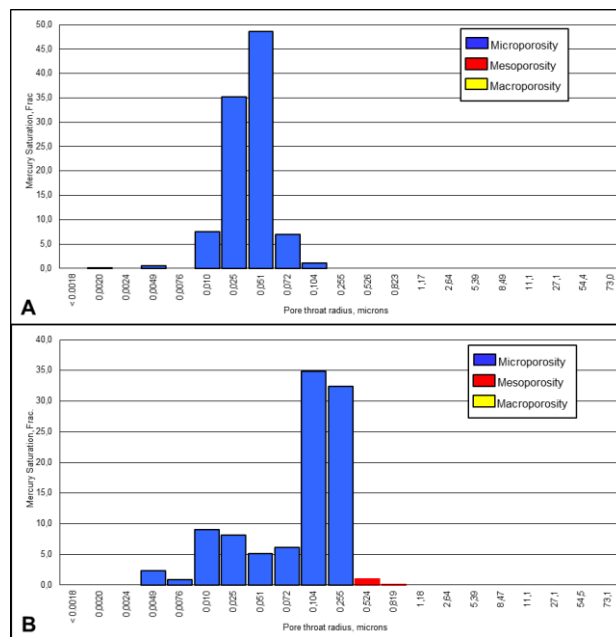 50,0
45,0
40,0
35,0
30,0
25,0
20,0
15,0
10,0
5,0
0,0
Mercury Saturation, Frac
Microporosity
Mesoporosity
Macroporosity
< 0.0018 0,0020 0,0024 0,0049 0,0076 0,010 0,025 0,051 0,072 0,104 0,255 0,526 0,823 1,17 2,64 5,39 8,49 11,1 27,1 54,4 73,0
A
Pore throat radius, microns
40,0
35,0
30,0
25,0
20,0
15,0
10,0
5,0
0,0
Mercury Saturation, Frac.
Microporosity
Mesoporosity
Macroporosity
< 0.0018 0,0020 0,0024 0,0049 0,0076 0,010 0,025 0,051 0,072 0,104 0,255 0,524 0,819 1,18 2,64 5,39 8,47 11,1 27,1 54,5 73,1
B
Pore throat radius, microns